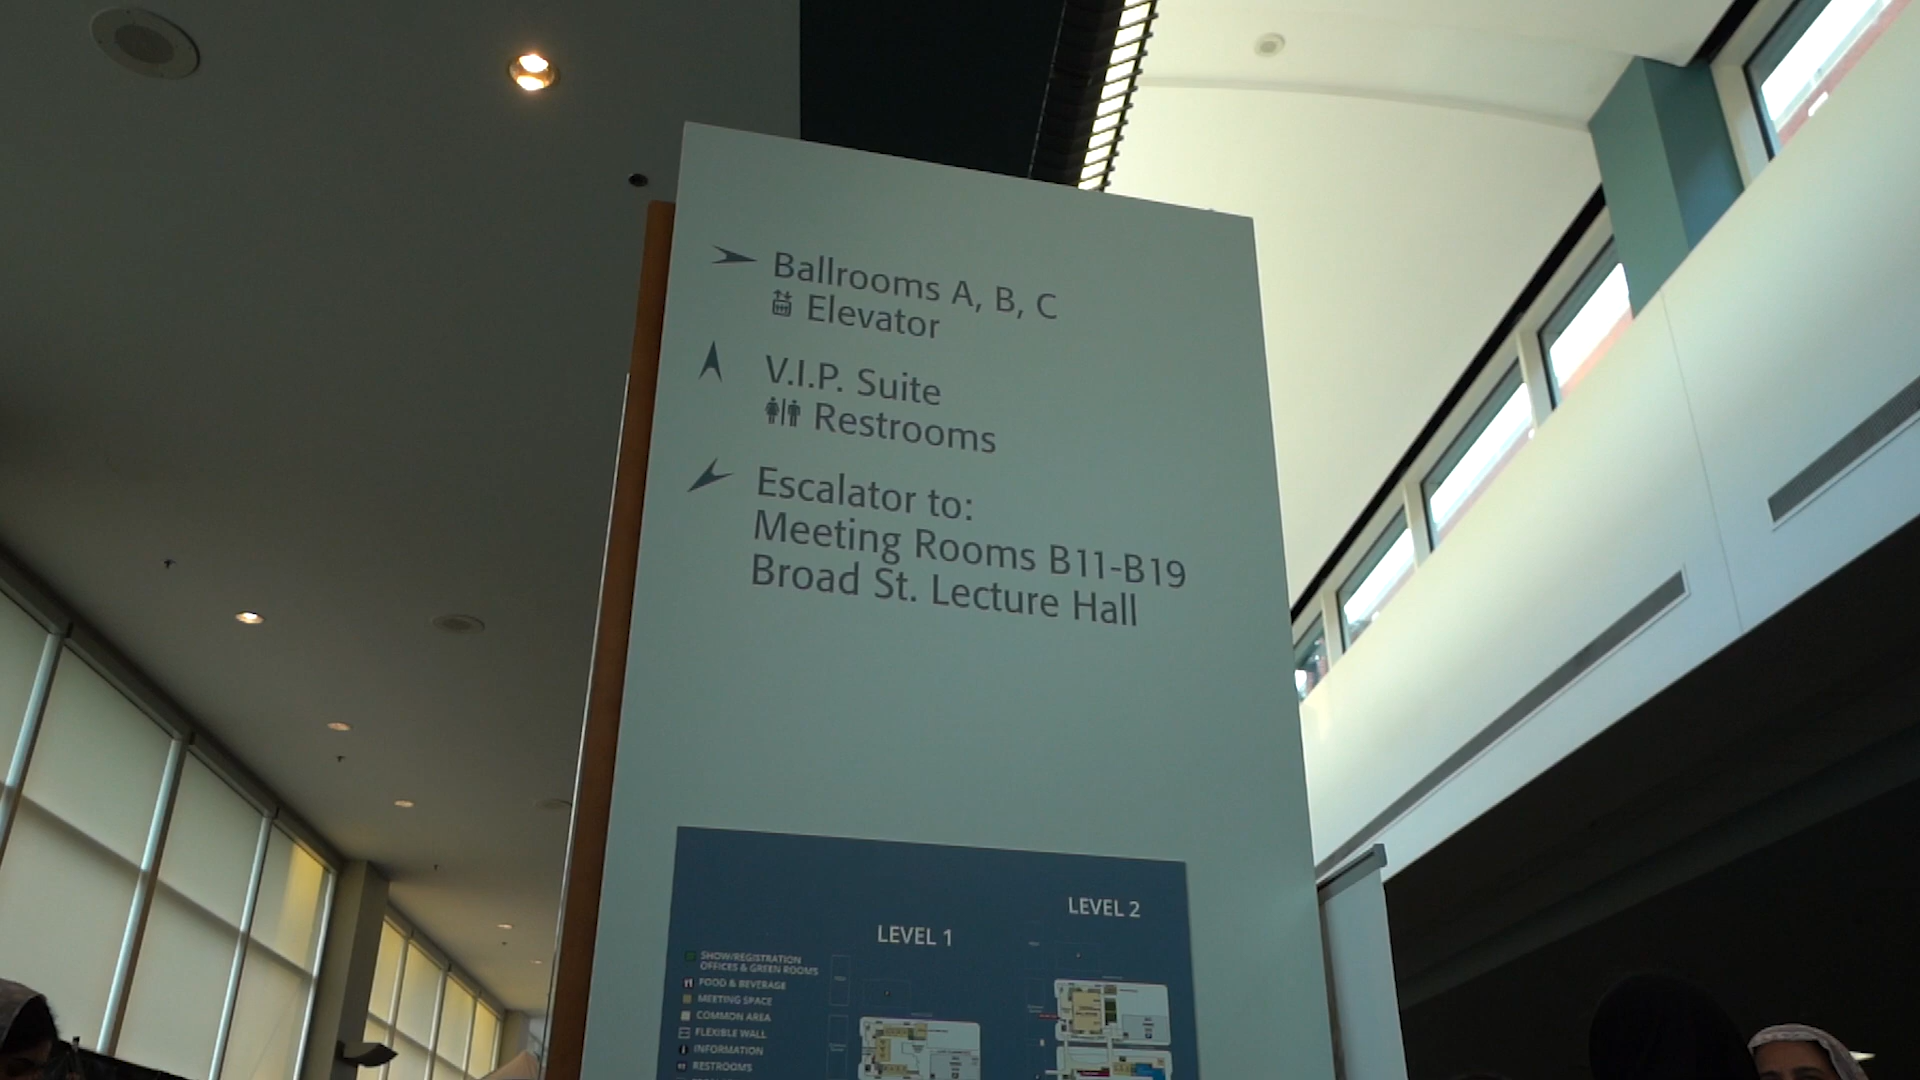 Ballrooms A, B, C
Elevator
V.I.P. Suite
Restrooms
Escalator to:
Meeting Rooms B11-B19
Broad St. Lecture Hall
LEVEL 1
LEVEL 2
SHOW/REGISTRATION
OFFICES & GREEN ROOMS
FOOD & BEVERAGE
MEETING SPACE
COMMON AREA
FLEXIBLE WALL
INFORMATION
RESTROOMS